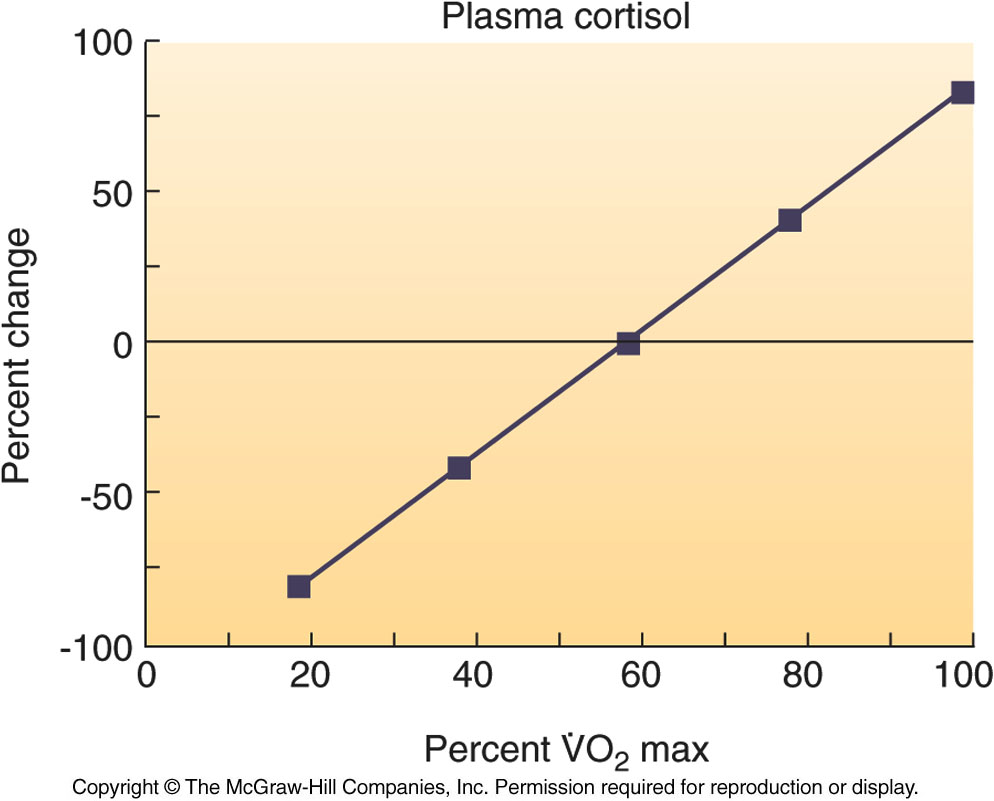 Plasma cortisol
100
50
0
-50
-100
Percent change
0 20 40 60 80 100
Percent V̇O₂ max
Copyright © The McGraw-Hill Companies, Inc. Permission required for reproduction or display.